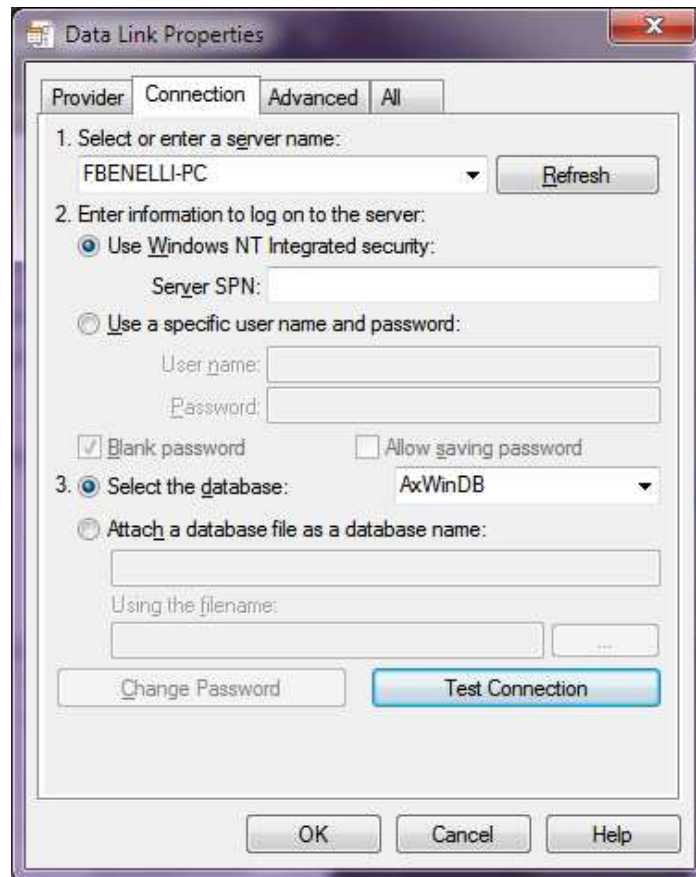 Data Link Properties
Provider Connection Advanced All
1. Select or enter a server name:
FBENELLI-PC Refresh
2. Enter information to log on to the server:
Use Windows NT Integrated security:
Server SPN:
Use a specific user name and password:
User name:
Password:
Blank password Allow saving password
3. Select the database: AxWinDB
Attach a database file as a database name:
Using the filename:
...
Change Password Test Connection
OK Cancel Help